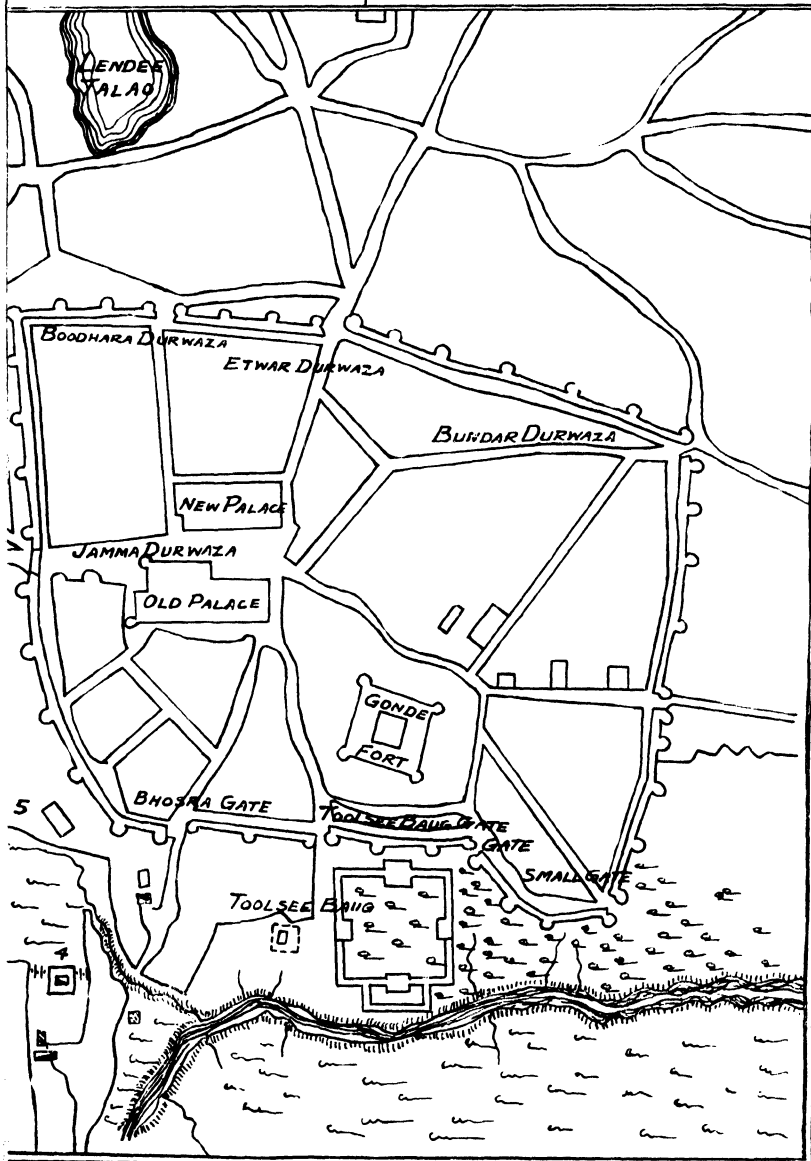 LENDEE
TALAO
BOODHARA DURWAZA
ETWAR DURWAZA
BUNDAR DURWAZA
NEW PALACE
JAMMA DURWAZA
OLD PALACE
GONDE
FORT
BHOSRA GATE
TOOLSEE BAUG GATE
GATE
SMALL GATE
TOOLSEE BAUG
5
4